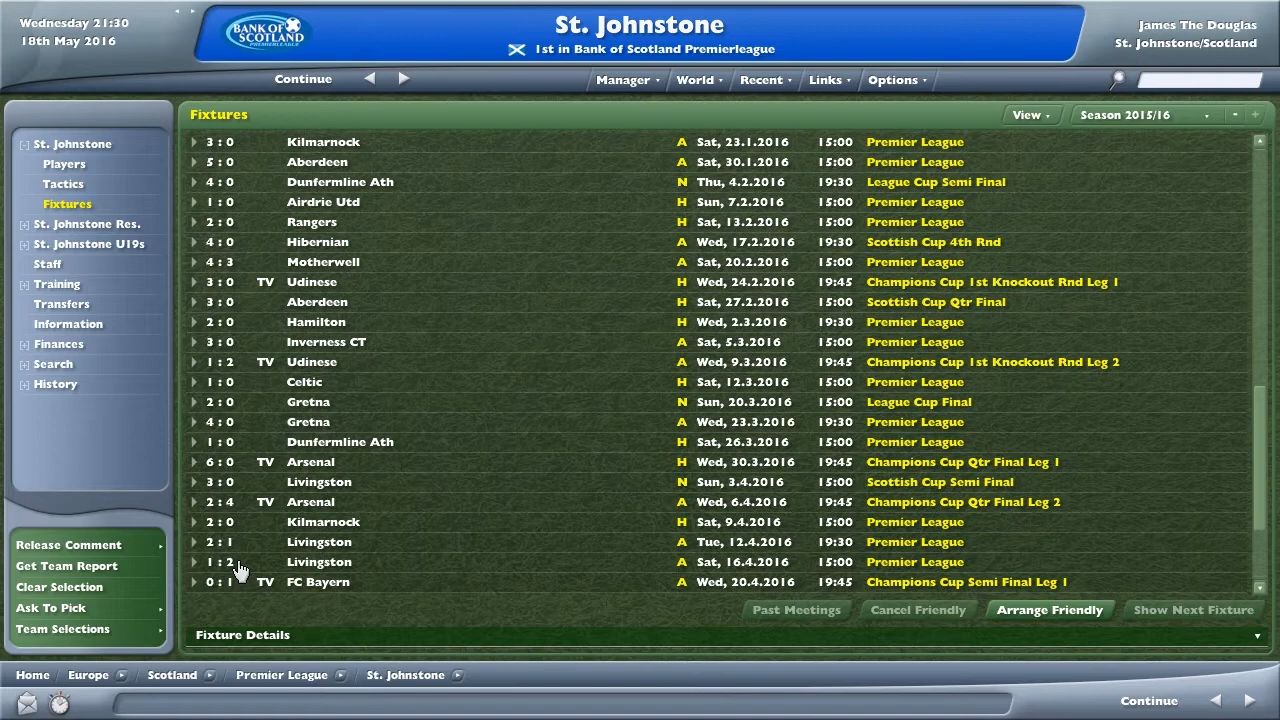 Wednesday 21:30
18th May 2016
BANK OF
SCOTLAND
PREMIERLEAGUE
St. Johnstone
1st in Bank of Scotland Premierleague
James The Douglas
St. Johnstone/Scotland
Continue
Manager World Recent Links Options
St. Johnstone
Players
Tactics
Fixtures
St. Johnstone Res.
St. Johnstone U19s
Staff
Training
Transfers
Information
Finances
Search
History
Release Comment
Get Team Report
Clear Selection
Ask To Pick
Team Selections
Fixtures View Season 2015/16 - +
3 : 0 Kilmarnock A Sat, 23.1.2016 15:00 Premier League
5 : 0 Aberdeen A Sat, 30.1.2016 15:00 Premier League
4 : 0 Dunfermline Ath N Thu, 4.2.2016 19:30 League Cup Semi Final
1 : 0 Airdrie Utd H Sun, 7.2.2016 15:00 Premier League
2 : 0 Rangers H Sat, 13.2.2016 15:00 Premier League
4 : 0 Hibernian A Wed, 17.2.2016 19:30 Scottish Cup 4th Rnd
4 : 3 Motherwell A Sat, 20.2.2016 15:00 Premier League
3 : 0 TV Udinese H Wed, 24.2.2016 19:45 Champions Cup 1st Knockout Rnd Leg 1
3 : 0 Aberdeen H Sat, 27.2.2016 15:00 Scottish Cup Qtr Final
2 : 0 Hamilton H Wed, 2.3.2016 19:30 Premier League
3 : 0 Inverness CT A Sat, 5.3.2016 15:00 Premier League
1 : 2 TV Udinese A Wed, 9.3.2016 19:45 Champions Cup 1st Knockout Rnd Leg 2
1 : 0 Celtic H Sat, 12.3.2016 15:00 Premier League
2 : 0 Gretna N Sun, 20.3.2016 15:00 League Cup Final
4 : 0 Gretna A Wed, 23.3.2016 19:30 Premier League
1 : 0 Dunfermline Ath H Sat, 26.3.2016 15:00 Premier League
6 : 0 TV Arsenal H Wed, 30.3.2016 19:45 Champions Cup Qtr Final Leg 1
3 : 0 Livingston N Sun, 3.4.2016 15:00 Scottish Cup Semi Final
2 : 4 TV Arsenal A Wed, 6.4.2016 19:45 Champions Cup Qtr Final Leg 2
2 : 0 Kilmarnock H Sat, 9.4.2016 15:00 Premier League
2 : 1 Livingston A Tue, 12.4.2016 19:30 Premier League
1 : 2 Livingston A Sat, 16.4.2016 15:00 Premier League
0 : 1 TV FC Bayern A Wed, 20.4.2016 19:45 Champions Cup Semi Final Leg 1
Past Meetings Cancel Friendly Arrange Friendly Show Next Fixture
Fixture Details
Home Europe Scotland Premier League St. Johnstone
Continue